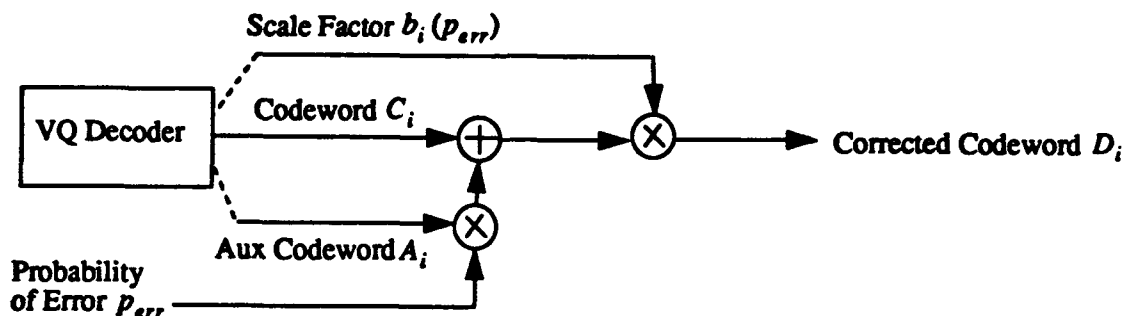 Scale Factor b_i (p_err)
VQ Decoder
Codeword C_i
+
×
Corrected Codeword D_i
×
Aux Codeword A_i
Probability
of Error p_err